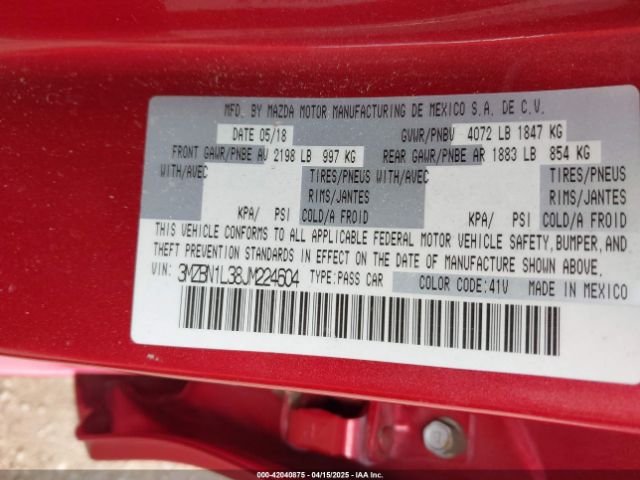 MFD. BY MAZDA MOTOR MANUFACTURING DE MEXICO S.A. DE C.V.
DATE 05/18 GVWR/PNBV 4072 LB 1847 KG
FRONT GAWR/PNBE AV 2198 LB 997 KG REAR GAWR/PNBE AR 1883 LB 854 KG
WITH/AVEC TIRES/PNEUS WITH/AVEC TIRES/PNEUS
RIMS/JANTES RIMS/JANTES
KPA/ PSI COLD/A FROID KPA/ PSI COLD/A FROID
THIS VEHICLE CONFORMS TO ALL APPLICABLE FEDERAL MOTOR VEHICLE SAFETY, BUMPER, AND
THEFT PREVENTION STANDARDS IN EFFECT ON THE DATE OF MANUFACTURE SHOWN ABOVE.
VIN: 3MZBN1L38JM224604 TYPE:PASS CAR COLOR CODE:41V MADE IN MEXICO
000-42040875 04/15/2025 IAAI.COM